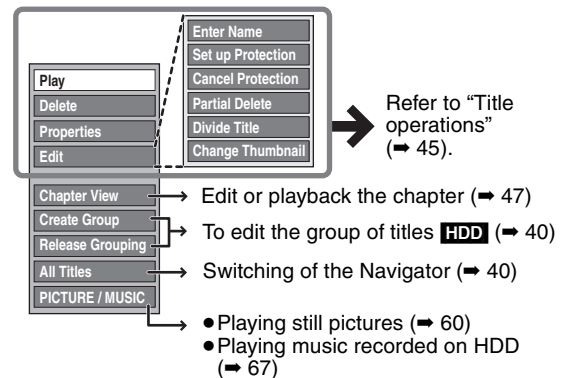 Enter Name
Set up Protection
Cancel Protection
Partial Delete
Divide Title
Change Thumbnail
Play
Delete
Properties
Edit
Refer to “Title
operations”
(➡ 45).
Chapter View
Create Group
Release Grouping
All Titles
PICTURE / MUSIC
Edit or playback the chapter (➡ 47)
To edit the group of titles HDD (➡ 40)
Switching of the Navigator (➡ 40)
●Playing still pictures (➡ 60)
●Playing music recorded on HDD
(➡ 67)